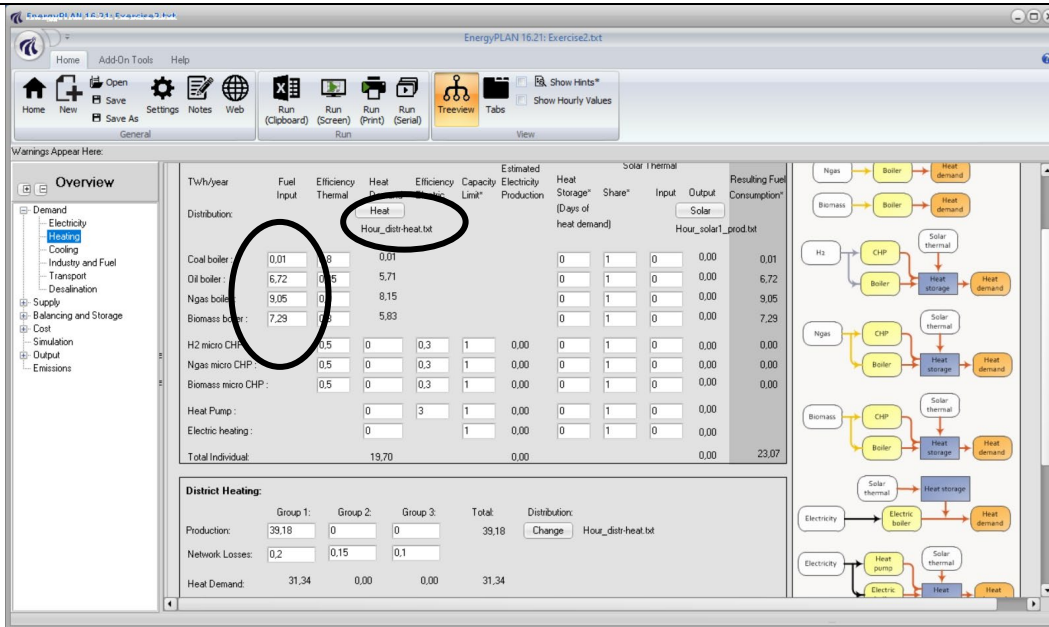 EnergyPLAN 16.21: Exercise2.txt
EnergyPLAN 16.21: Exercise2.txt
Home Add-On Tools Help
Home New Open Save Save As Settings Notes Web
General
Run (Clipboard) Run (Screen) Run (Print) Run (Serial)
Run
Treeview Tabs Show Hints* Show Hourly Values
View
Warnings Appear Here:
Overview
Demand
Electricity
Heating
Cooling
Industry and Fuel
Transport
Desalination
Supply
Balancing and Storage
Cost
Simulation
Output
Emissions
Solar Thermal
TWh/year Fuel Input Efficiency Thermal Heat Efficiency Electric Capacity Limit* Estimated Electricity Production Heat Storage* (Days of heat demand) Share* Input Output Resulting Fuel Consumption*
Distribution: Heat Solar
Hour_distr-heat.txt Hour_solar1_prod.txt
Coal boiler : 0,01 0,01 0 1 0 0,00 0,01
Oil boiler : 6,72 5,71 0 1 0 0,00 6,72
Ngas boiler 9,05 8,15 0 1 0 0,00 9,05
Biomass boiler : 7,29 5,83 0 1 0 0,00 7,29
H2 micro CHP 0,5 0 0,3 1 0,00 0 1 0 0,00 0,00
Ngas micro CHP : 0,5 0 0,3 1 0,00 0 1 0 0,00 0,00
Biomass micro CHP : 0,5 0 0,3 1 0,00 0 1 0 0,00 0,00
Heat Pump : 0 3 1 0,00 0 1 0 0,00
Electric heating : 0 1 0,00 0 1 0 0,00
Total Individual: 19,70 0,00 0,00 23,07
District Heating:
Group 1: Group 2: Group 3: Total: Distribution:
Production: 39,18 0 0 39,18 Change Hour_distr-heat.txt
Network Losses: 0,2 0,15 0,1
Heat Demand: 31,34 0,00 0,00 31,34
Ngas Boiler Heat demand
Biomass Boiler Heat demand
Solar thermal
H2 CHP
Boiler Heat storage Heat demand
Solar thermal
Ngas CHP
Boiler Heat storage Heat demand
Solar thermal
Biomass CHP
Boiler Heat storage Heat demand
Solar thermal Heat storage
Electricity Electric boiler Heat demand
Electricity Heat pump Solar thermal
Electric Heat Heat